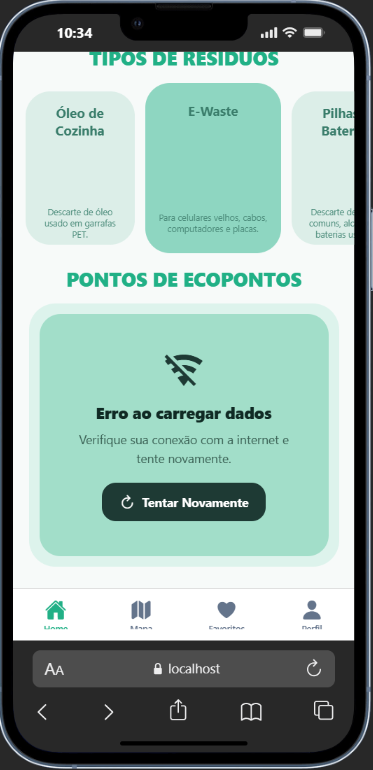 10:34
TIPOS DE RESÍDUOS
Óleo de
Cozinha
Descarte de óleo
usado em garrafas
PET.
E-Waste
Para celulares velhos, cabos,
computadores e placas.
Pilhas
Bater
Descarte de
comuns,
baterias
PONTOS DE ECOPONTOS
Erro ao carregar dados
Verifique sua conexão com a internet e
tente novamente.
Tentar Novamente
Home
Mapa
Favoritos
Perfil
AA
localhost